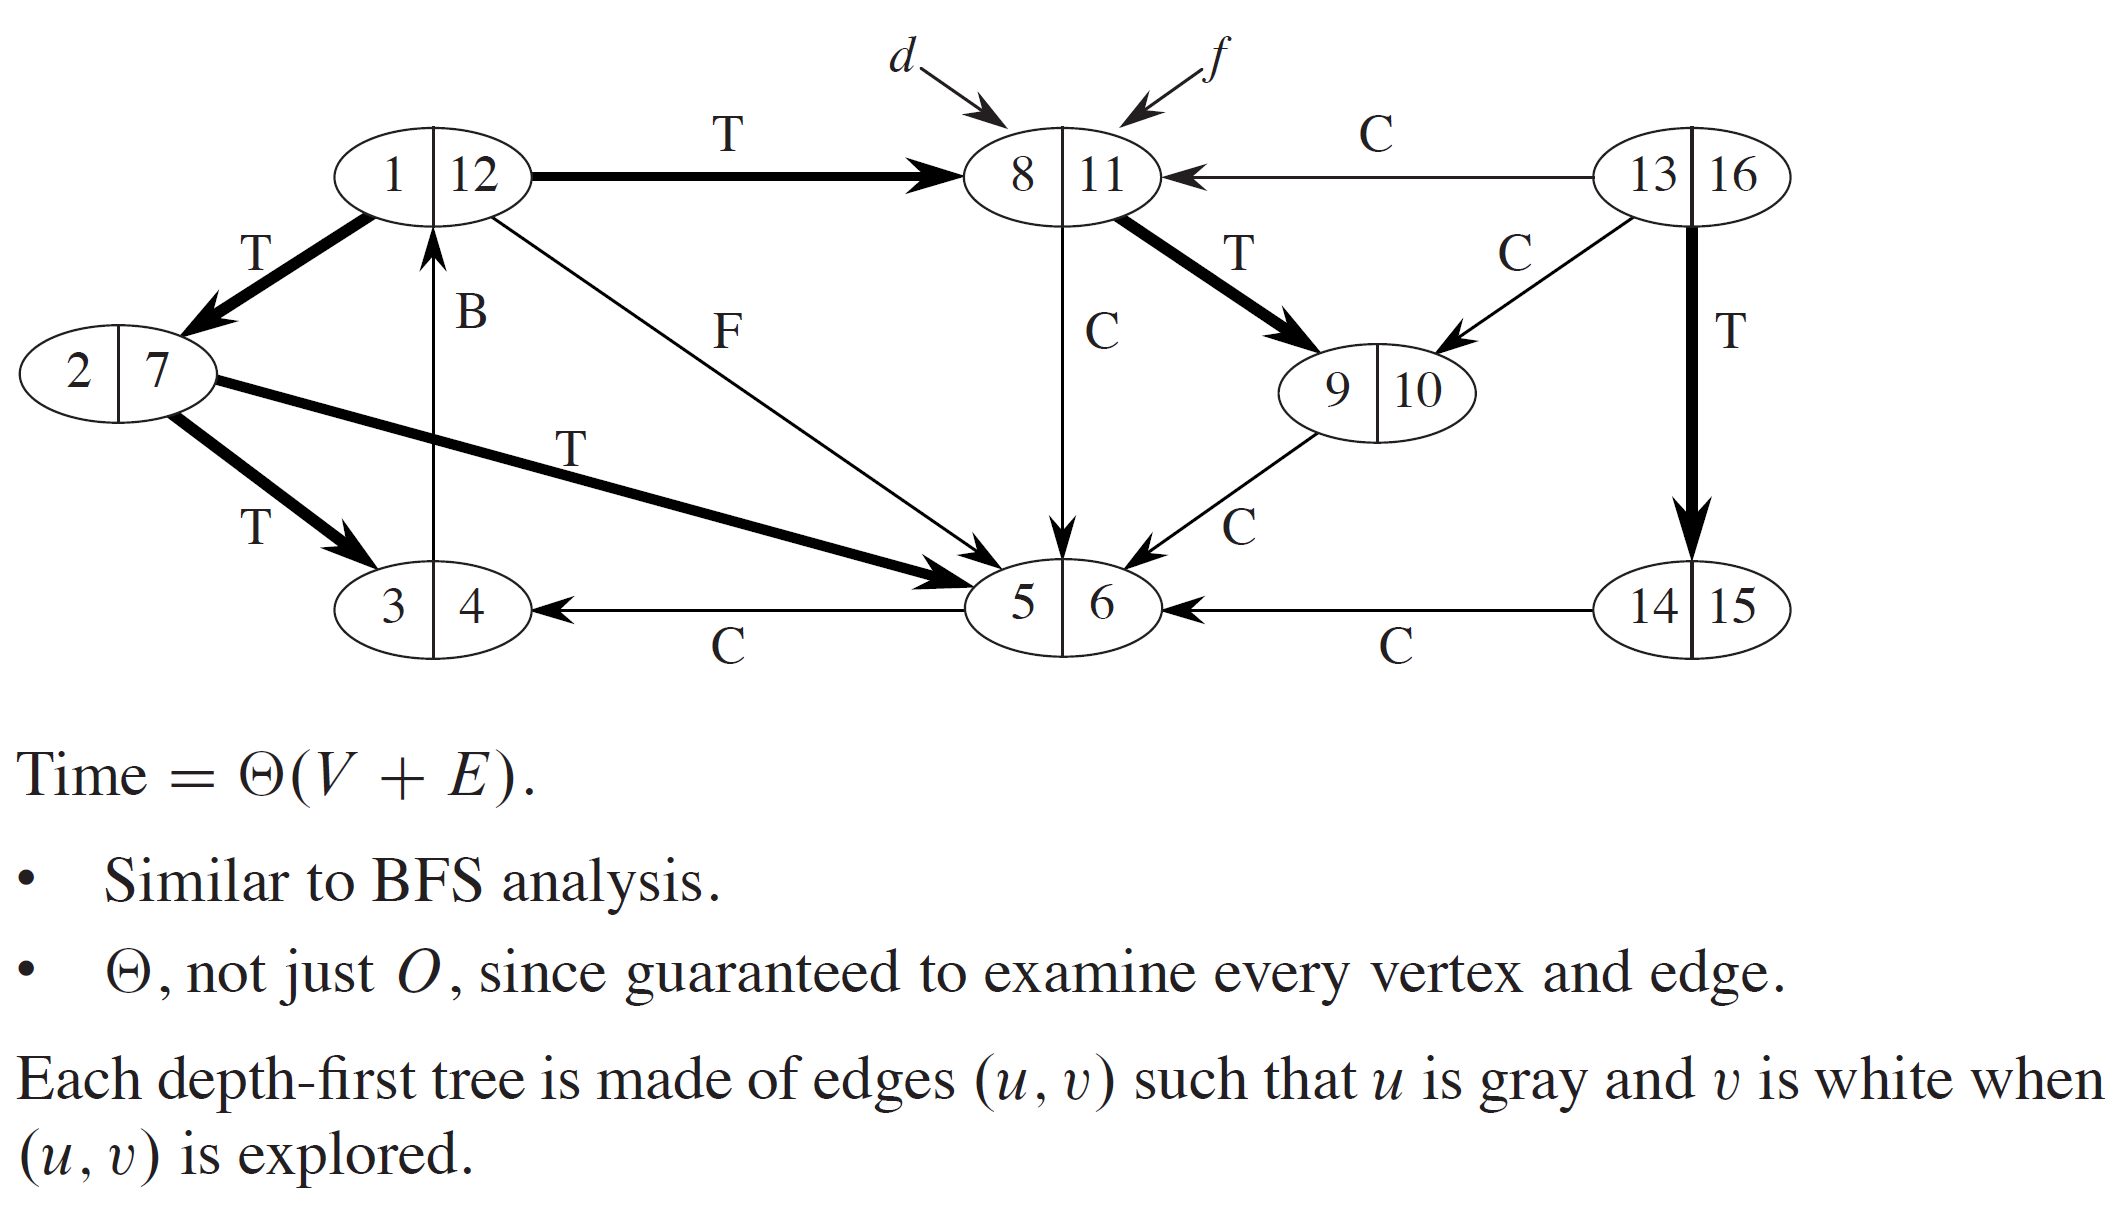 d f
T C
1 12 8 11 13 16
T T C
B F C T
2 7 9 10
T
T C
3 4 5 6 14 15
C C
Time = Θ(V + E).
• Similar to BFS analysis.
• Θ, not just O, since guaranteed to examine every vertex and edge.
Each depth-first tree is made of edges (u, v) such that u is gray and v is white when
(u, v) is explored.